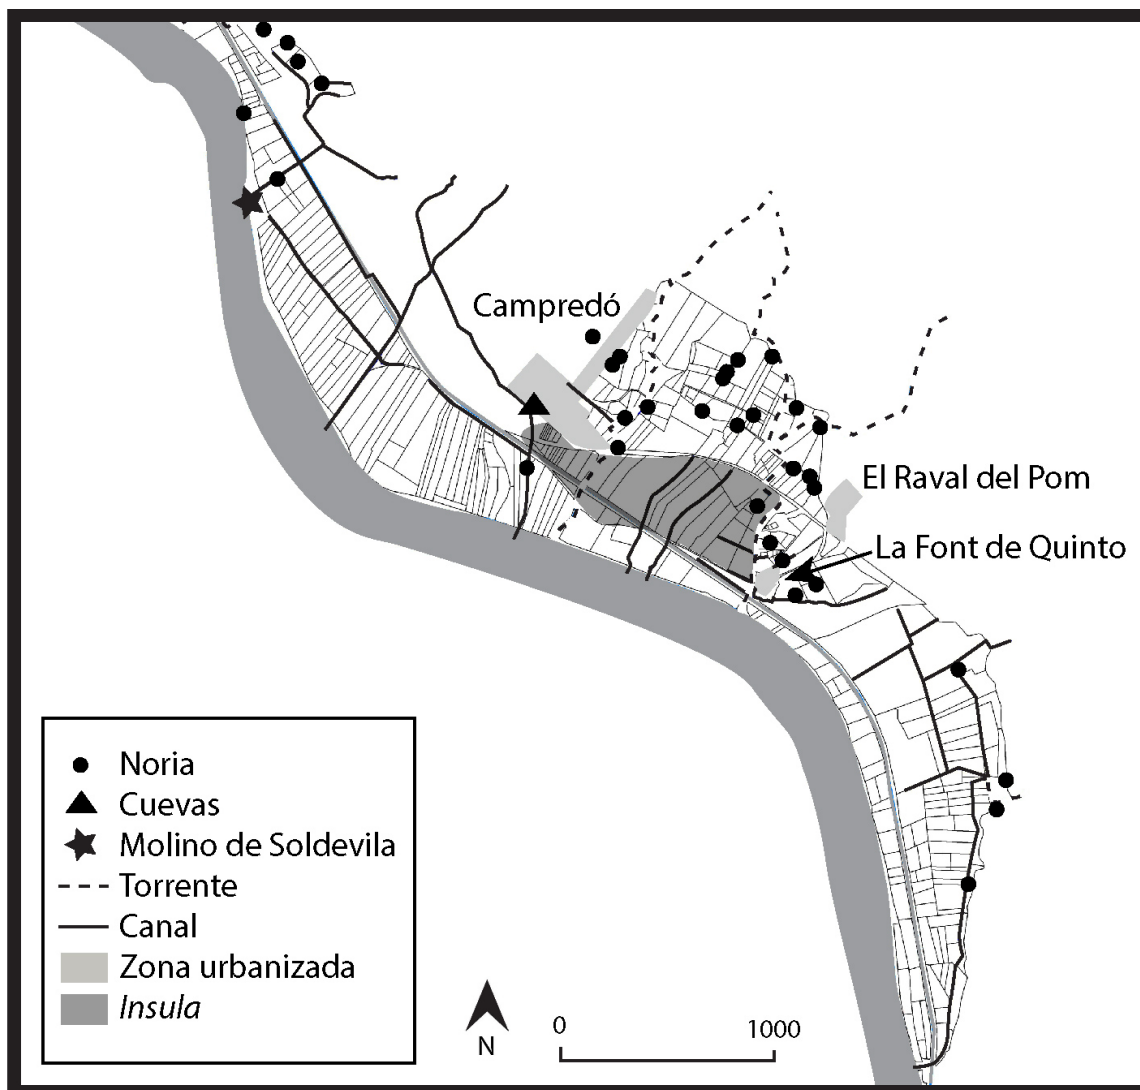 Campredó
El Raval del Pom
La Font de Quinto
Noria
Cuevas
Molino de Soldevila
Torrente
Canal
Zona urbanizada
Insula
N
0 1000